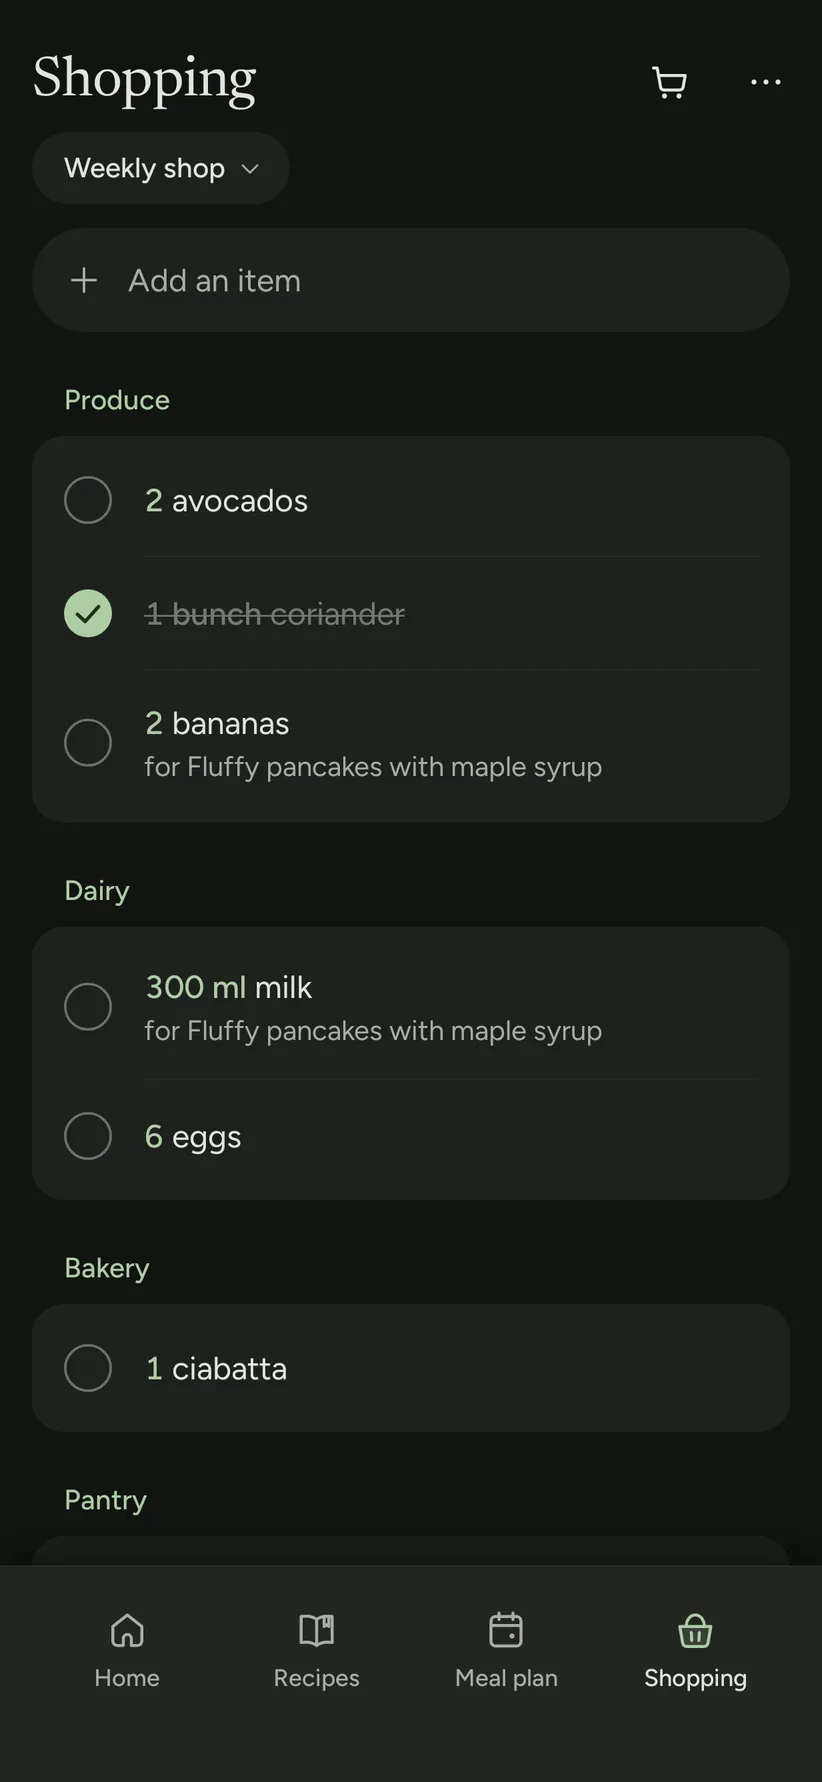 Shopping
Weekly shop
Add an item
Produce
2 avocados
1 bunch coriander
2 bananas
for Fluffy pancakes with maple syrup
Dairy
300 ml milk
for Fluffy pancakes with maple syrup
6 eggs
Bakery
1 ciabatta
Pantry
Home
Recipes
Meal plan
Shopping